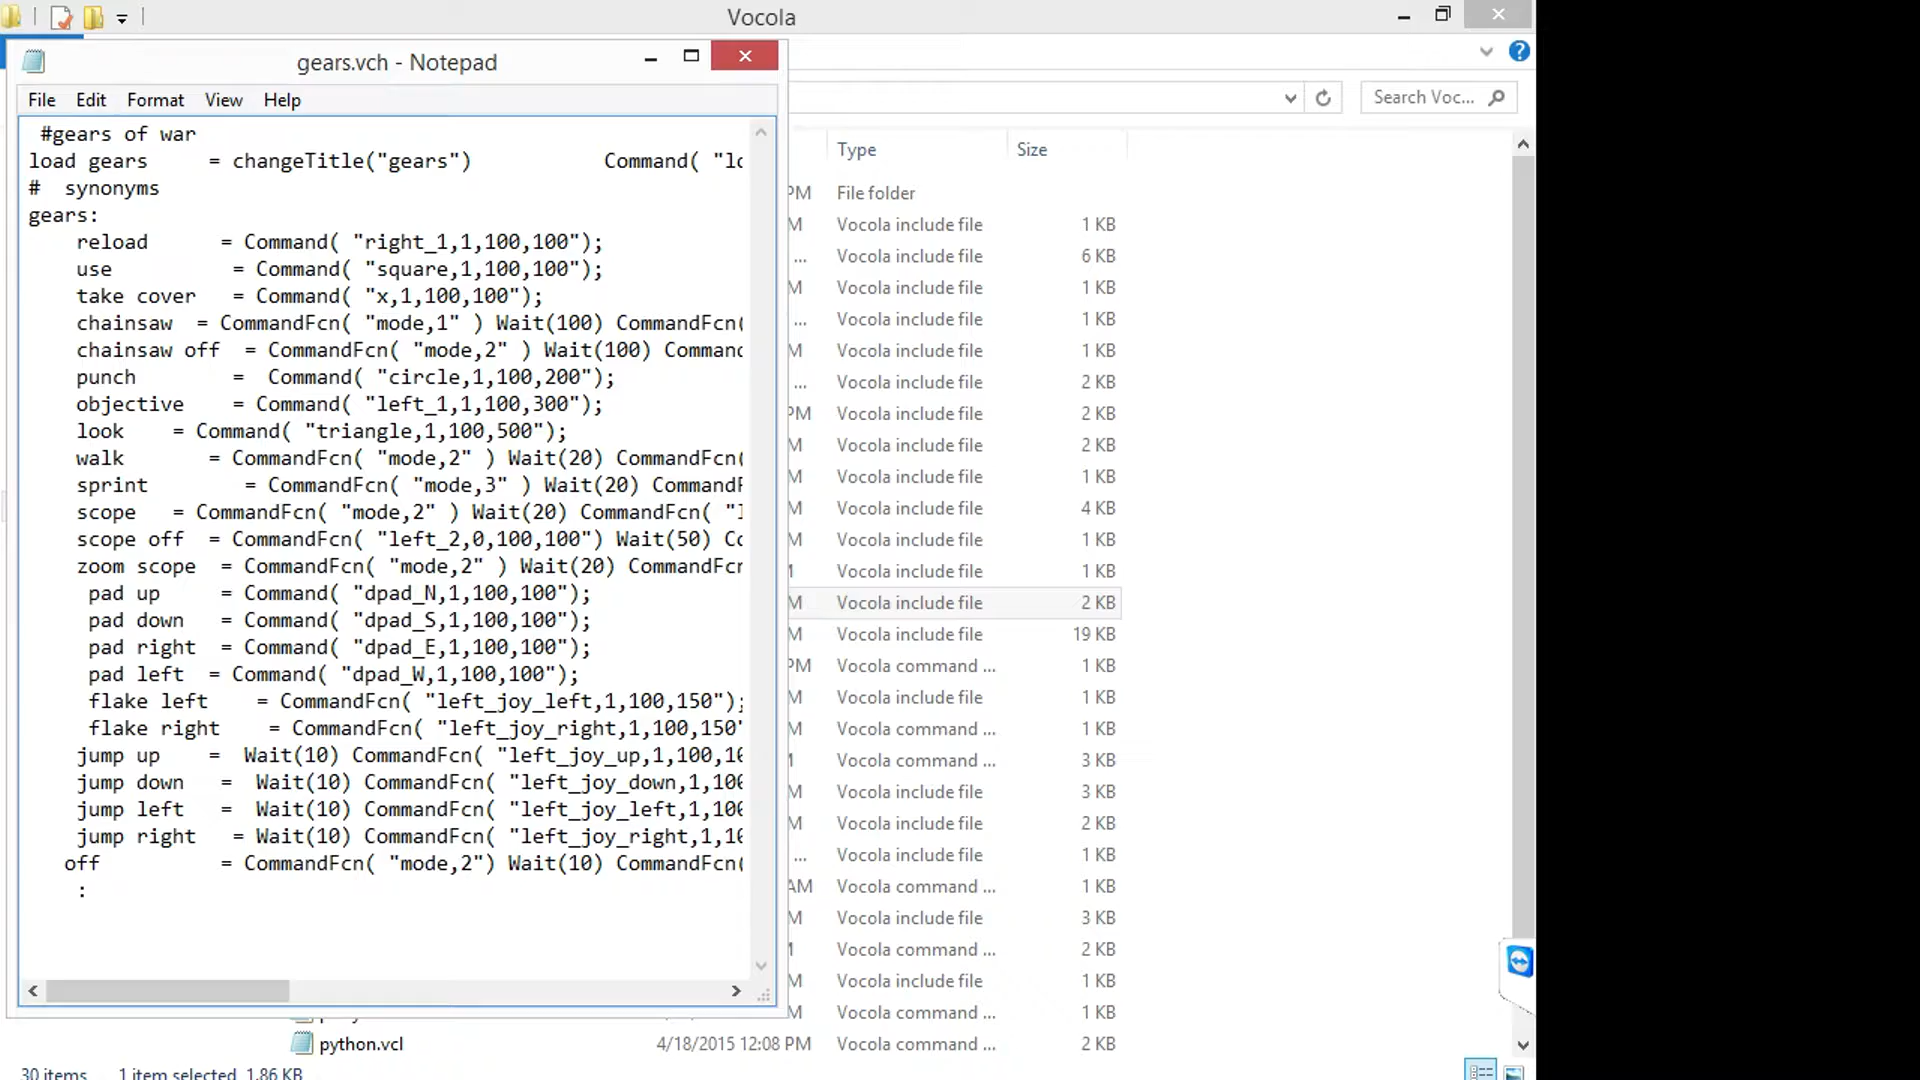 Vocola
gears.vch - Notepad
File Edit Format View Help
Search Voc...
#gears of war
load gears = changeTitle("gears") Command( "lo
# synonyms
gears:
reload = Command( "right_1,1,100,100");
use = Command( "square,1,100,100");
take cover = Command( "x,1,100,100");
chainsaw = CommandFcn( "mode,1" ) Wait(100) CommandFcn(
chainsaw off = CommandFcn( "mode,2" ) Wait(100) Command
punch = Command( "circle,1,100,200");
objective = Command( "left_1,1,100,300");
look = Command( "triangle,1,100,500");
walk = CommandFcn( "mode,2" ) Wait(20) CommandFcn(
sprint = CommandFcn( "mode,3" ) Wait(20) CommandF
scope = CommandFcn( "mode,2" ) Wait(20) CommandFcn( "l
scope off = CommandFcn( "left_2,0,100,100") Wait(50) Co
zoom scope = CommandFcn( "mode,2" ) Wait(20) CommandFcn
pad up = Command( "dpad_N,1,100,100");
pad down = Command( "dpad_S,1,100,100");
pad right = Command( "dpad_E,1,100,100");
pad left = Command( "dpad_W,1,100,100");
flake left = CommandFcn( "left_joy_left,1,100,150");
flake right = CommandFcn( "left_joy_right,1,100,150"
jump up = Wait(10) CommandFcn( "left_joy_up,1,100,10
jump down = Wait(10) CommandFcn( "left_joy_down,1,100
jump left = Wait(10) CommandFcn( "left_joy_left,1,100
jump right = Wait(10) CommandFcn( "left_joy_right,1,10
off = CommandFcn( "mode,2") Wait(10) CommandFcn(
:
Type Size
PM File folder
M Vocola include file 1 KB
... Vocola include file 6 KB
M Vocola include file 1 KB
... Vocola include file 1 KB
M Vocola include file 1 KB
... Vocola include file 2 KB
PM Vocola include file 2 KB
M Vocola include file 2 KB
M Vocola include file 1 KB
M Vocola include file 4 KB
M Vocola include file 1 KB
Vocola include file 1 KB
M Vocola include file 2 KB
M Vocola include file 19 KB
PM Vocola command ... 1 KB
M Vocola include file 1 KB
M Vocola command ... 1 KB
Vocola command ... 3 KB
M Vocola include file 3 KB
M Vocola include file 2 KB
... Vocola include file 1 KB
AM Vocola command ... 1 KB
M Vocola include file 3 KB
Vocola command ... 2 KB
M Vocola include file 1 KB
M Vocola command ... 1 KB
python.vcl 4/18/2015 12:08 PM Vocola command ... 2 KB
30 items 1 item selected 1.86 KB